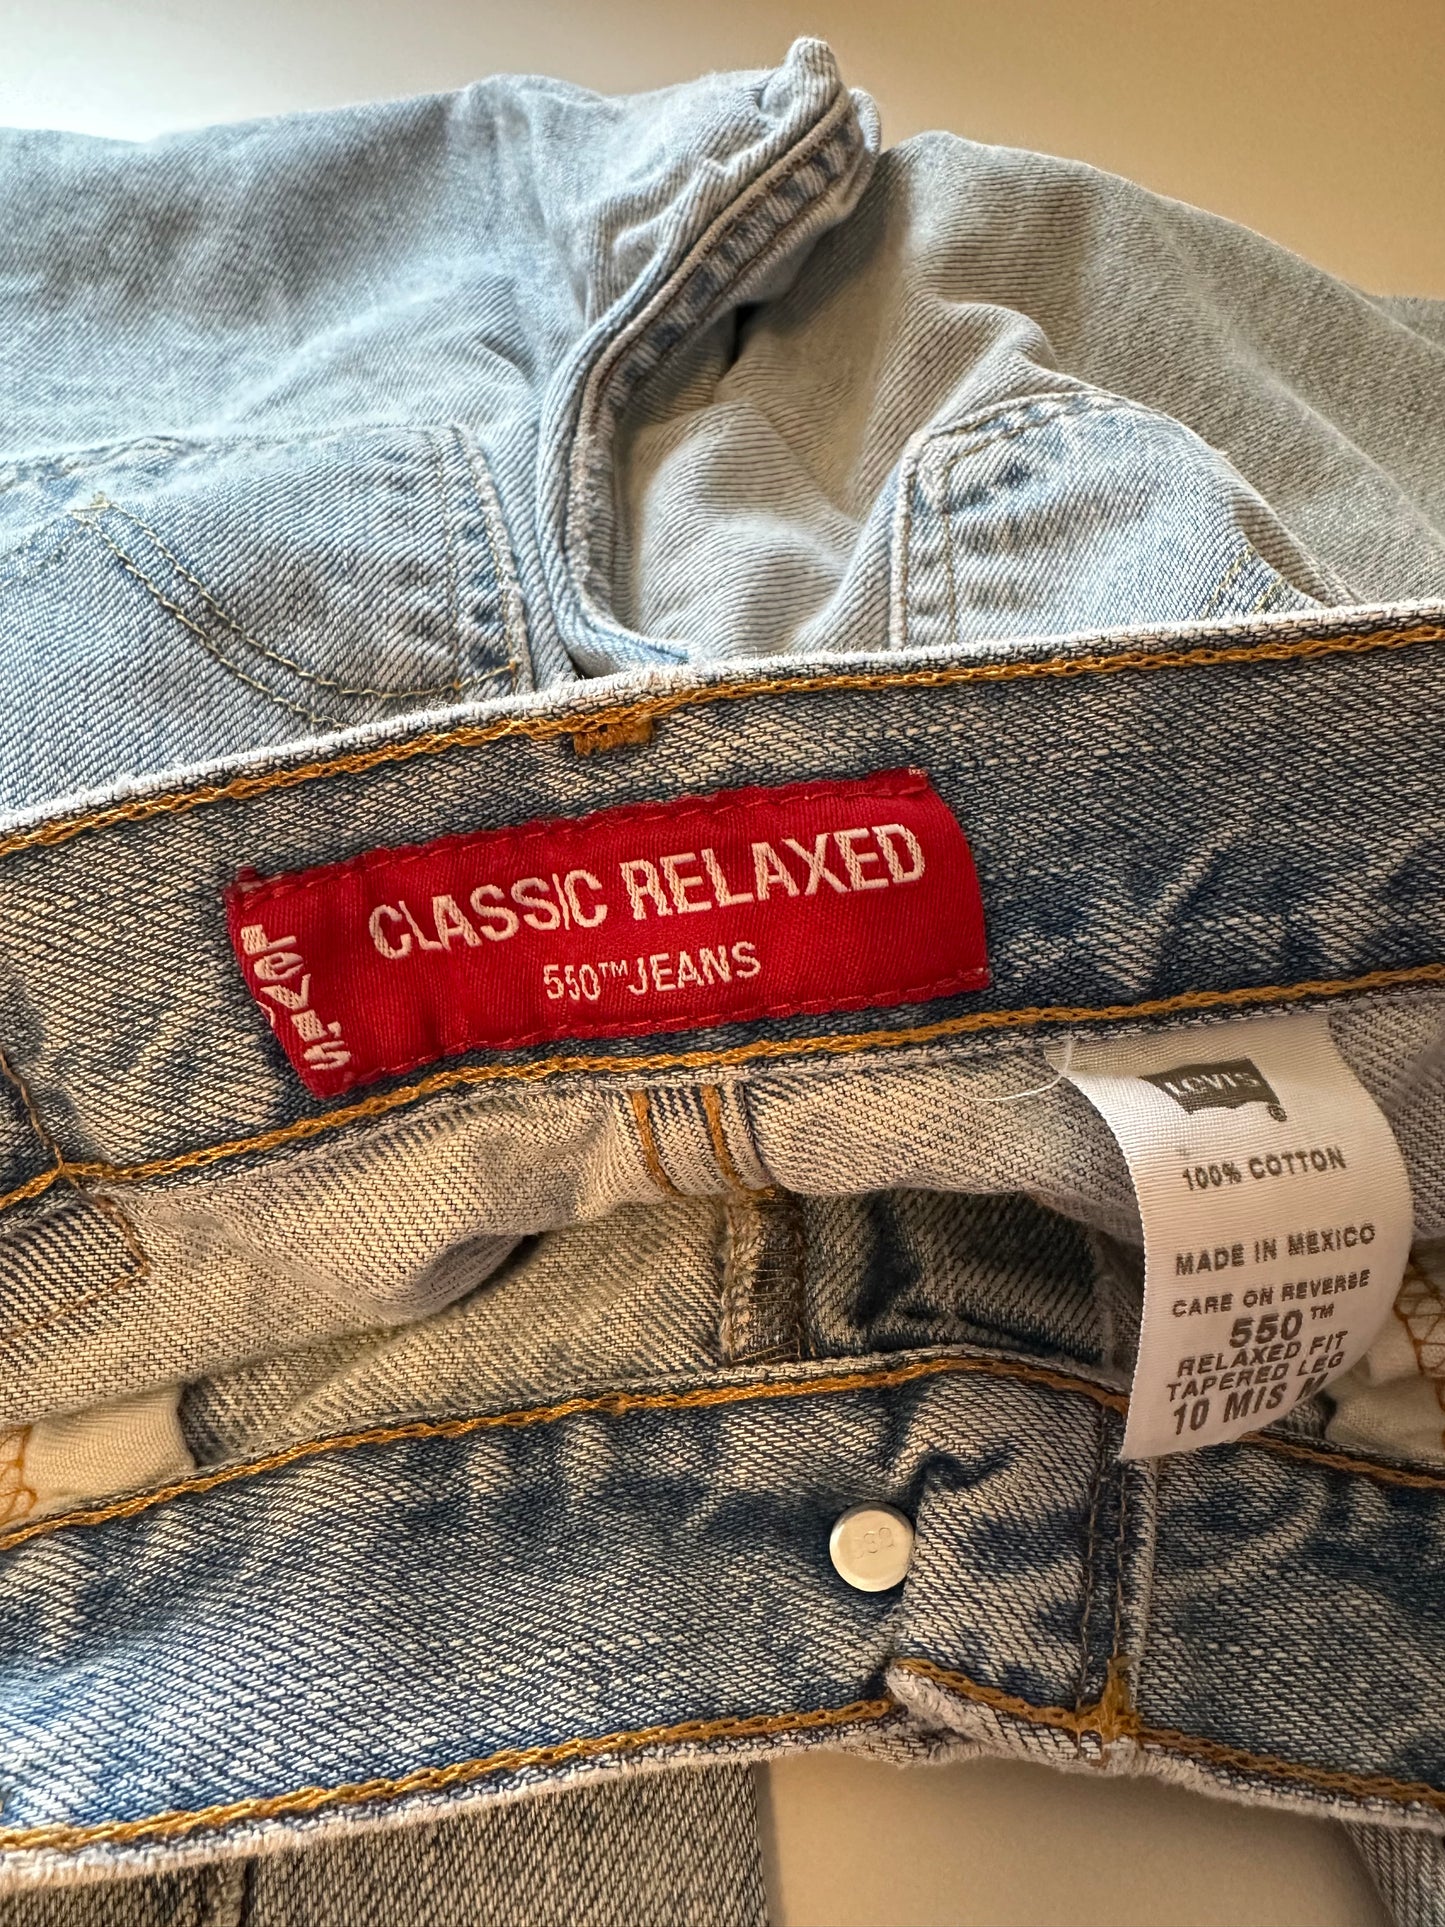 Levi's
CLASSIC RELAXED
550™ JEANS
LEVI'S
®
100% COTTON
MADE IN MEXICO
CARE ON REVERSE
550™
RELAXED FIT
TAPERED LEG
10 MIS M